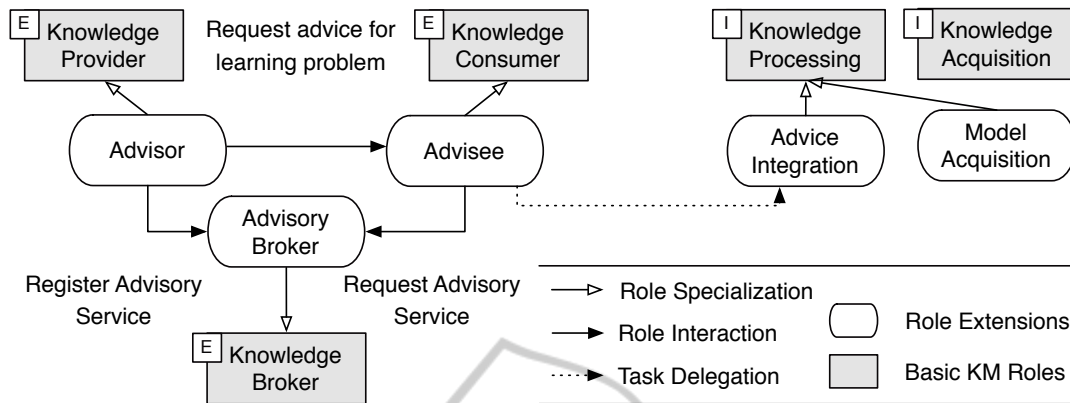 E
Knowledge
Provider
Request advice for
learning problem
E
Knowledge
Consumer
I
Knowledge
Processing
I
Knowledge
Acquisition
Advisor
Advisee
Advice
Integration
Model
Acquisition
Advisory
Broker
Register Advisory
Service
Request Advisory
Service
E
Knowledge
Broker
Role Specialization
Role Interaction
Task Delegation
Role Extensions
Basic KM Roles